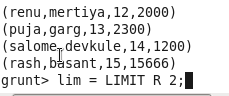 (renu,mertiya,12,2000)
(puja,garg,13,2300)
(salome,devkule,14,1200)
(rash,basant,15,15666)
grunt> lim = LIMIT R 2;